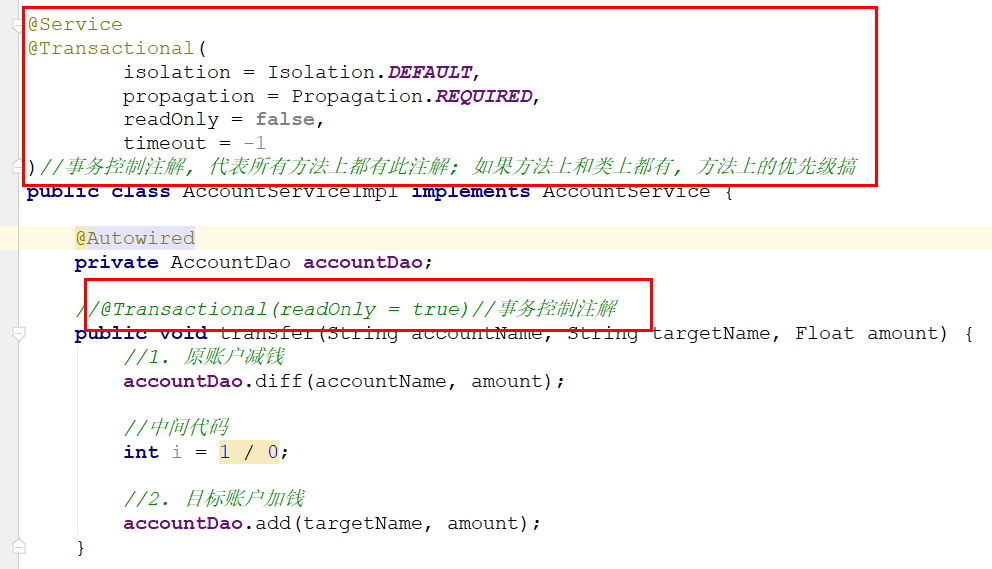 @Service
@Transactional(
isolation = Isolation.DEFAULT,
propagation = Propagation.REQUIRED,
readOnly = false,
timeout = -1
)//事务控制注解, 代表所有方法上都有此注解; 如果方法上和类上都有, 方法上的优先级搞
public class AccountServiceImpl implements AccountService {
@Autowired
private AccountDao accountDao;
//@Transactional(readOnly = true)//事务控制注解
public void transfer(String accountName, String targetName, Float amount) {
//1. 原账户减钱
accountDao.diff(accountName, amount);
//中间代码
int i = 1 / 0;
//2. 目标账户加钱
accountDao.add(targetName, amount);
}